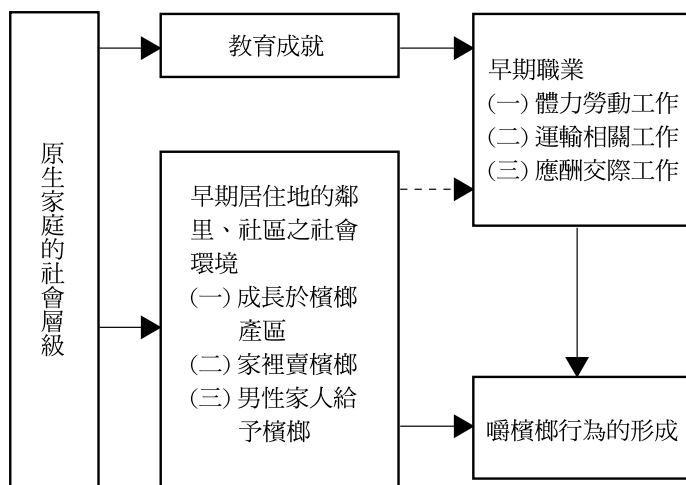 原生家庭的社會層級
教育成就
早期居住地的鄰
里、社區之社會
環境
(一) 成長於檳榔
產區
(二) 家裡賣檳榔
(三) 男性家人給
予檳榔
早期職業
(一) 體力勞動工作
(二) 運輸相關工作
(三) 應酬交際工作
嚼檳榔行為的形成